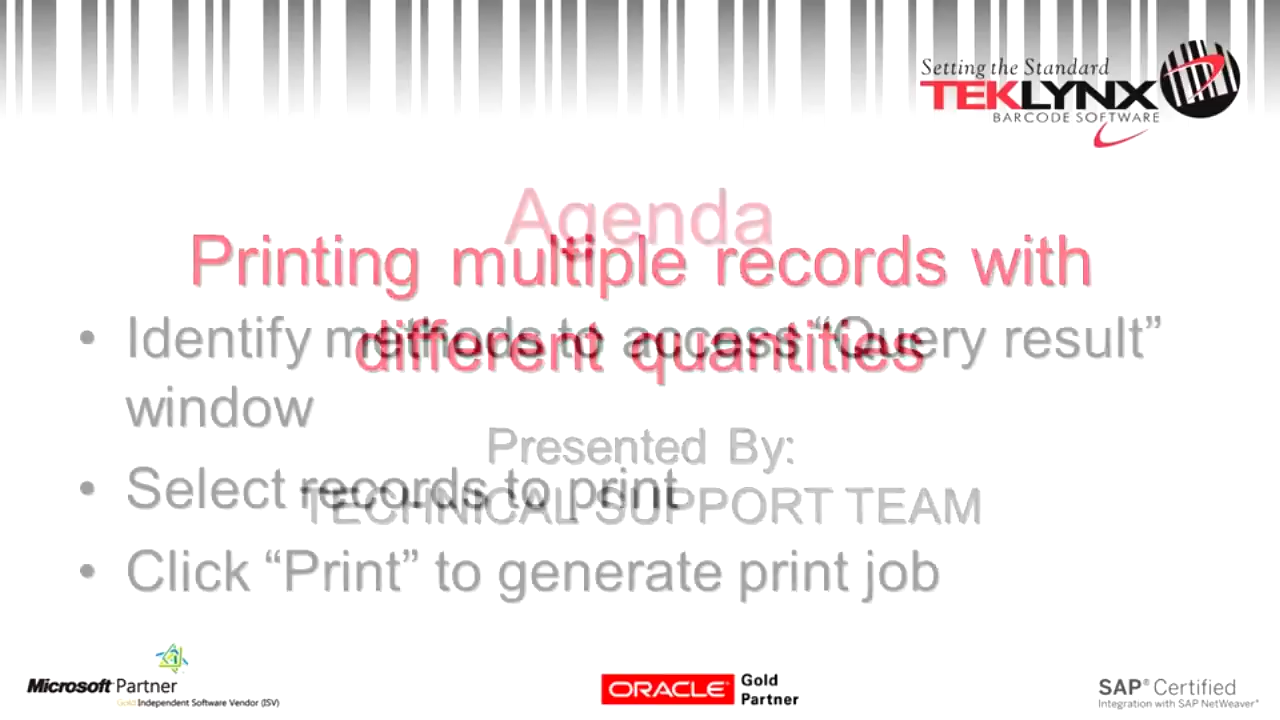 Setting the Standard
TEKLYNX
BARCODE SOFTWARE
Agenda
Printing multiple records with
different quantities
• Identify methods to access “Query result”
window
Presented By:
• Select records to print
TECHNICAL SUPPORT TEAM
• Click “Print” to generate print job
Microsoft Partner
Gold Independent Software Vendor (ISV)
ORACLE Gold
Partner
SAP® Certified
Integration with SAP NetWeaver®